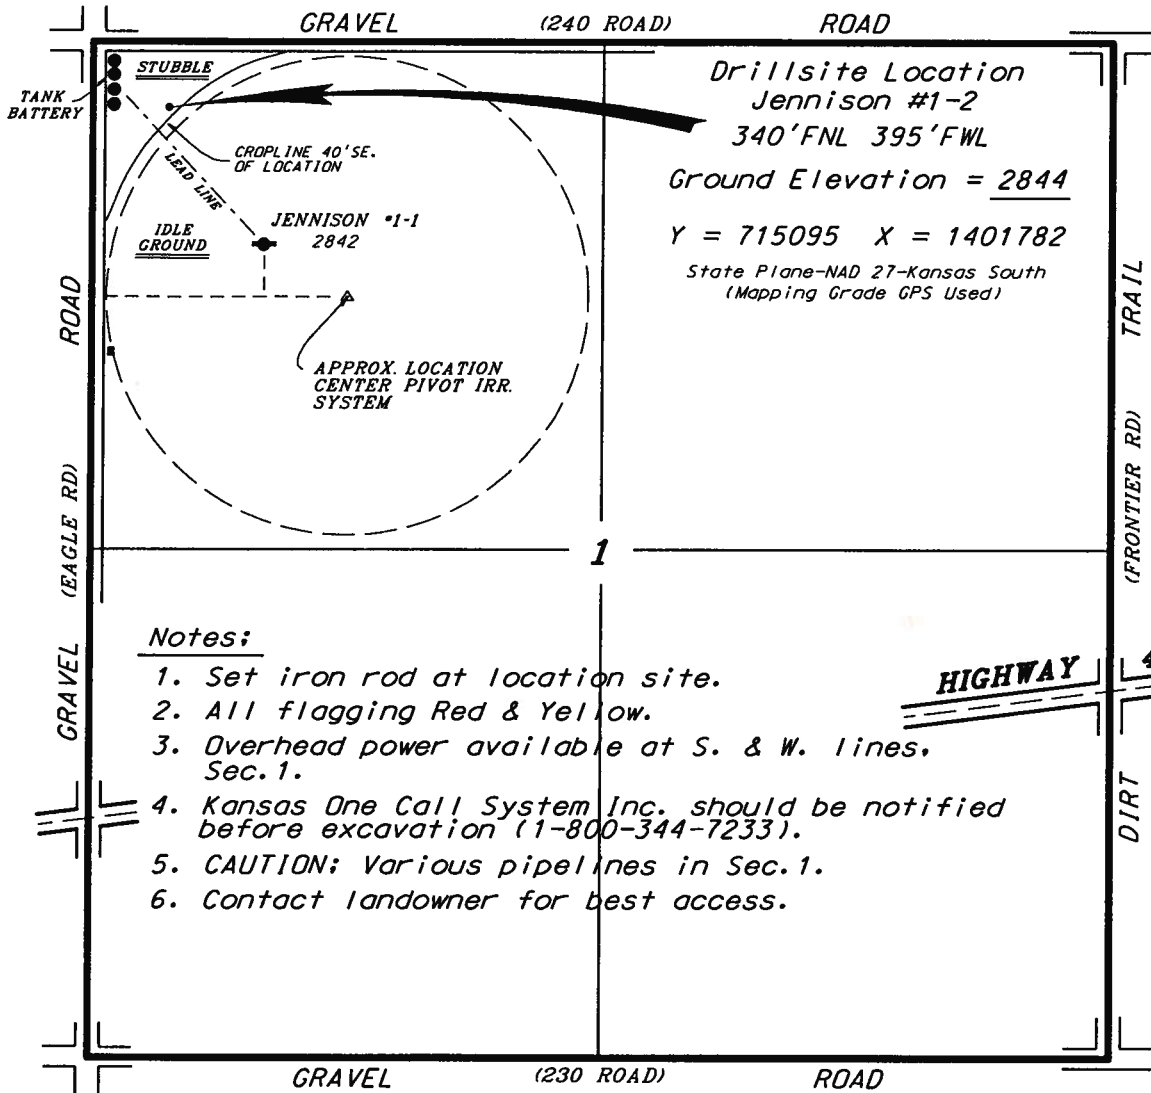 GRAVEL (240 ROAD) ROAD
STUBBLE
TANK
BATTERY
Drillsite Location
Jennison #1-2
340'FNL 395'FWL
Ground Elevation = 2844
Y = 715095 X = 1401782
State Plane-NAD 27-Kansas South
(Mapping Grade GPS Used)
CROPLINE 40'SE.
OF LOCATION
LEAD LINE
IDLE
GROUND
JENNISON #1-1
2842
APPROX. LOCATION
CENTER PIVOT IRR.
SYSTEM
GRAVEL (EAGLE RD) ROAD
DIRT (FRONTIER RD) TRAIL
1
Notes:
1. Set iron rod at location site.
2. All flagging Red & Yellow.
3. Overhead power available at S. & W. lines,
Sec. 1.
4. Kansas One Call System Inc. should be notified
before excavation (1-800-344-7233).
5. CAUTION: Various pipelines in Sec. 1.
6. Contact landowner for best access.
HIGHWAY
GRAVEL (230 ROAD) ROAD